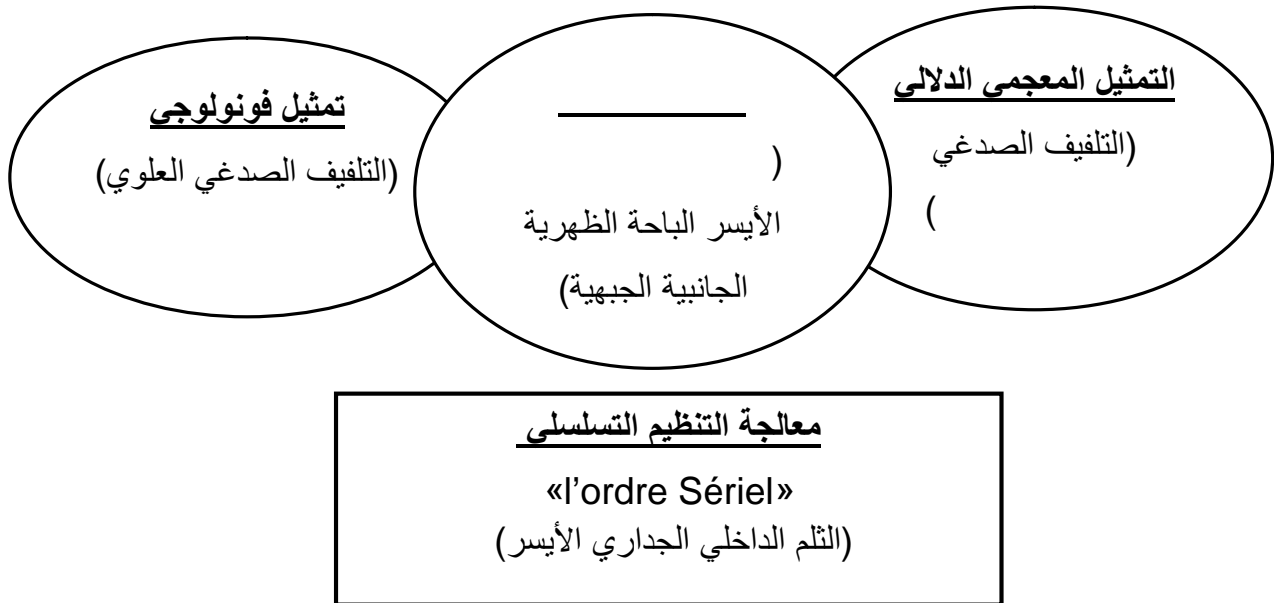 التمثيل المعجمي الدلالي
(التلفيف الصدغي
)
(
الأيسر الباحة الظهرية
الجانبية الجبهية)
تمثيل فونولوجي
(التلفيف الصدغي العلوي)
معالجة التنظيم التسلسلي
«l’ordre Sériel»
(الثلم الداخلي الجداري الأيسر)